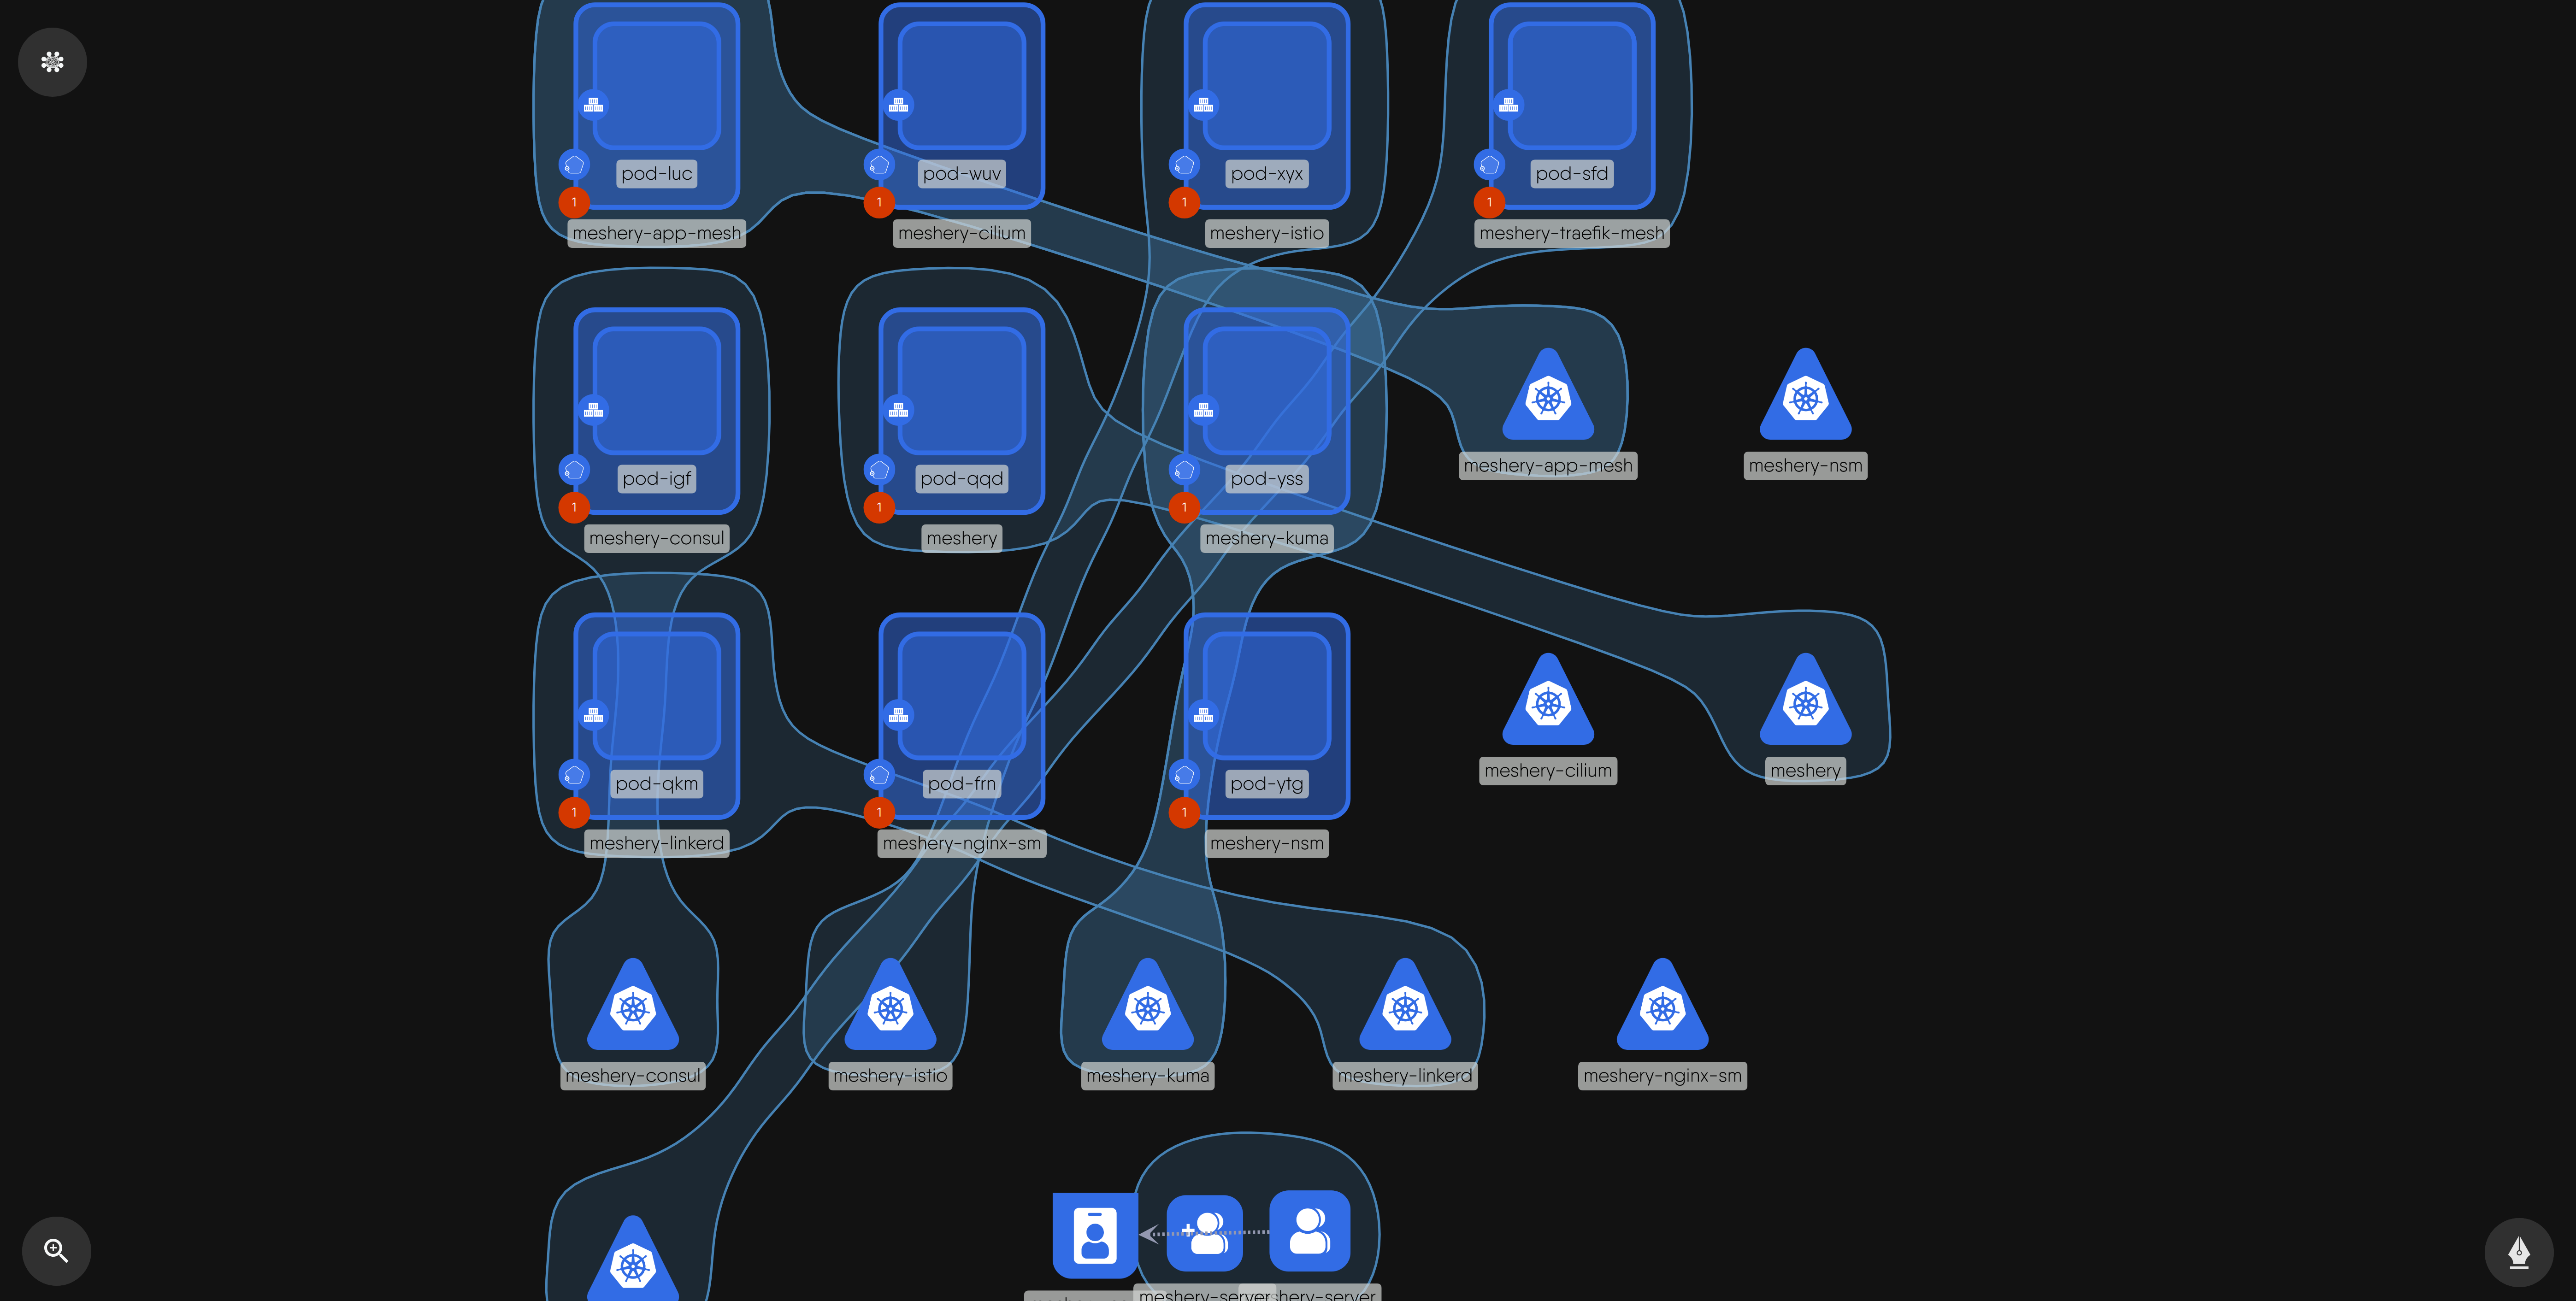 pod-luc
pod-wuv
pod-xyx
pod-sfd
1
1
1
1
meshery-app-mesh
meshery-cilium
meshery-istio
meshery-traefik-mesh
pod-igf
pod-qqd
pod-yss
meshery-app-mesh
meshery-nsm
1
1
1
meshery-consul
meshery
meshery-kuma
pod-qkm
pod-frn
pod-ytg
meshery-cilium
meshery
1
1
1
meshery-linkerd
meshery-nginx-sm
meshery-nsm
meshery-consul
meshery-istio
meshery-kuma
meshery-linkerd
meshery-nginx-sm
meshery-server